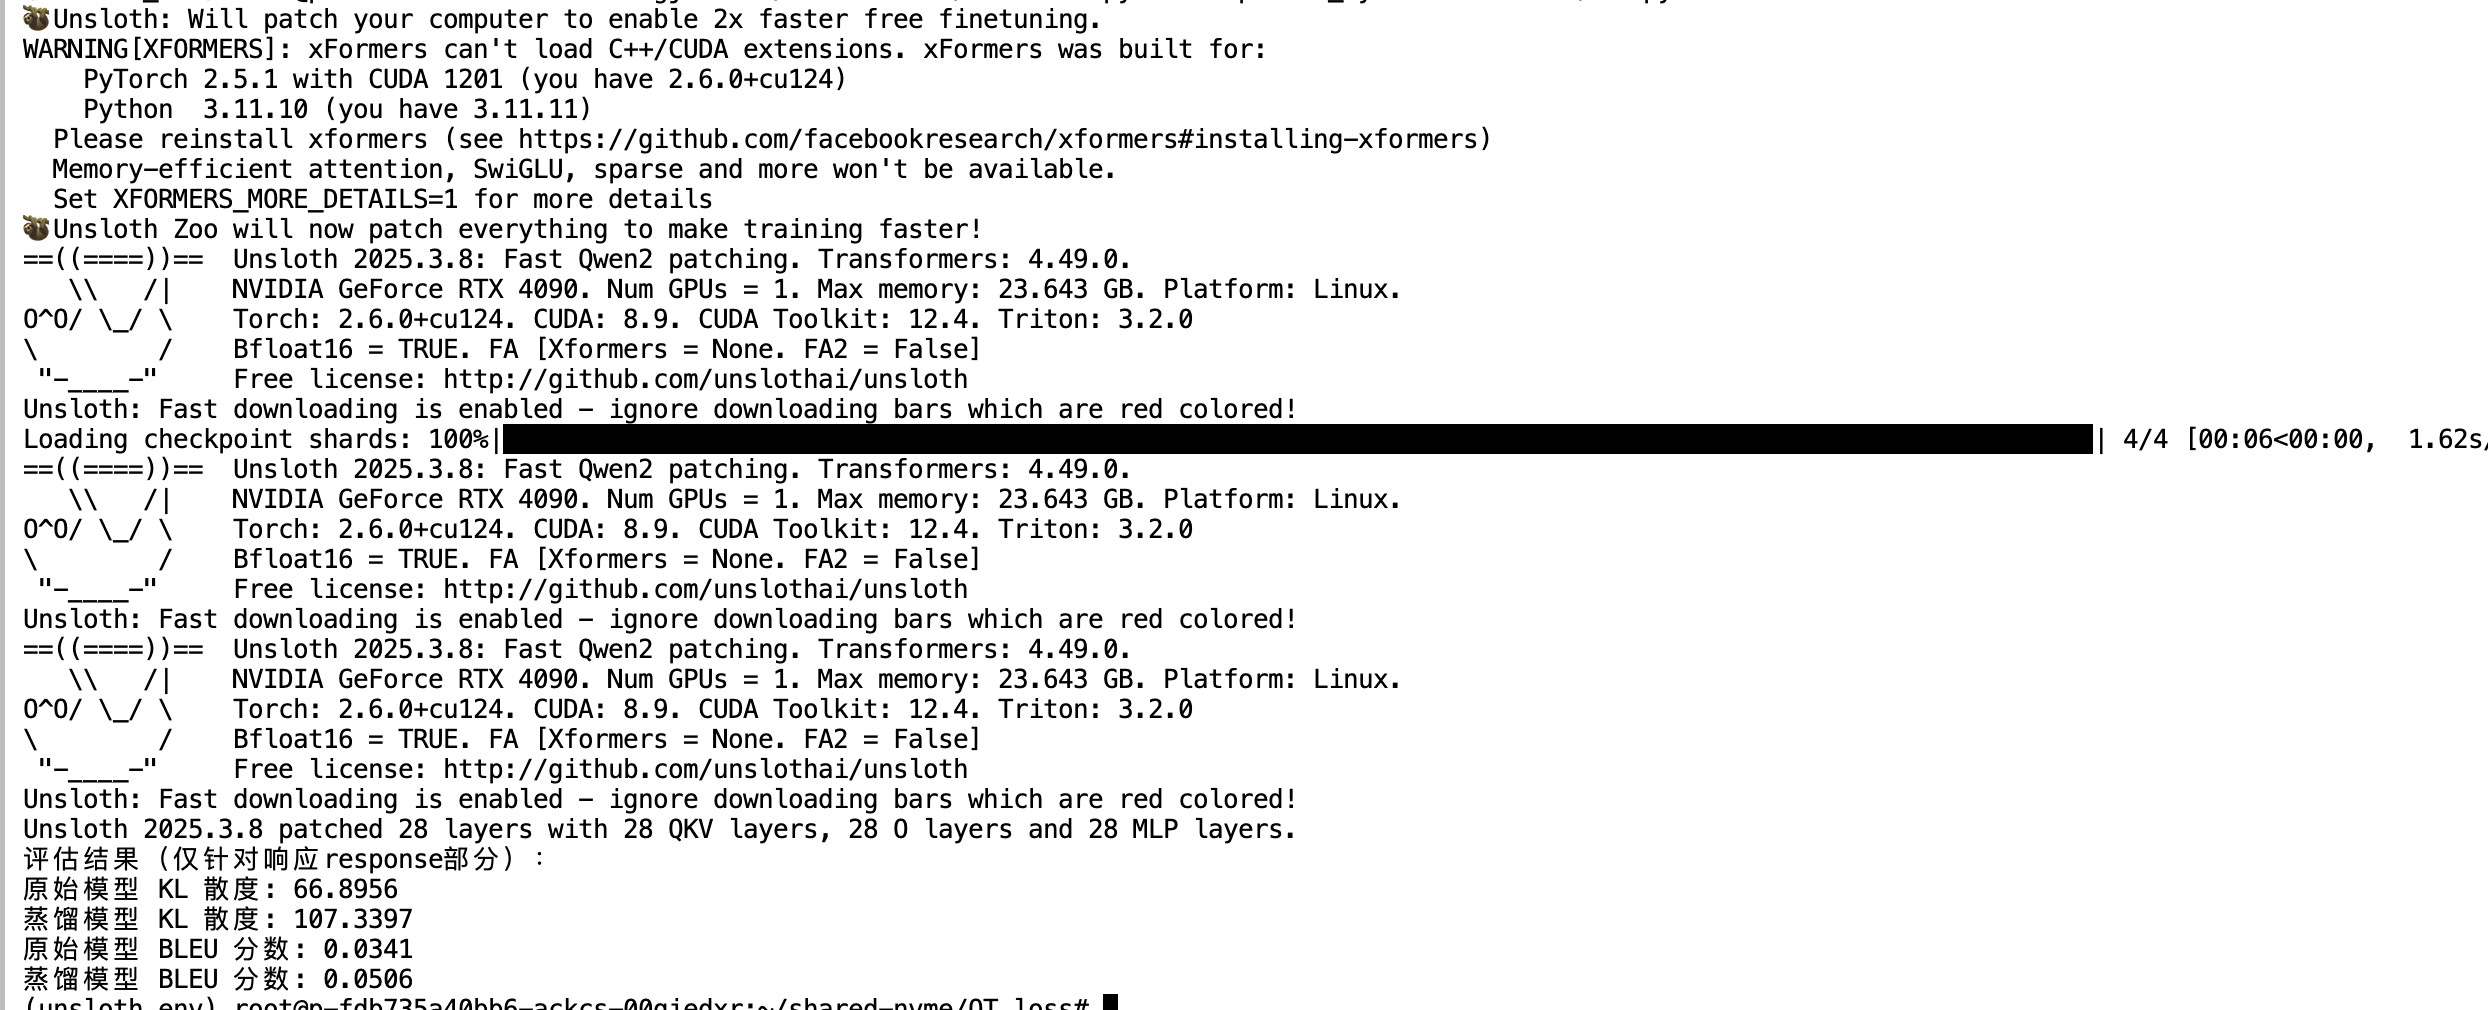 🦥Unsloth: Will patch your computer to enable 2x faster free finetuning.
WARNING[XFORMERS]: xFormers can't load C++/CUDA extensions. xFormers was built for:
    PyTorch 2.5.1 with CUDA 1201 (you have 2.6.0+cu124)
    Python  3.11.10 (you have 3.11.11)
  Please reinstall xformers (see https://github.com/facebookresearch/xformers#installing-xformers)
  Memory-efficient attention, SwiGLU, sparse and more won't be available.
  Set XFORMERS_MORE_DETAILS=1 for more details
🦥Unsloth Zoo will now patch everything to make training faster!
==((====))==  Unsloth 2025.3.8: Fast Qwen2 patching. Transformers: 4.49.0.
   \\   /|    NVIDIA GeForce RTX 4090. Num GPUs = 1. Max memory: 23.643 GB. Platform: Linux.
O^O/ \_/ \    Torch: 2.6.0+cu124. CUDA: 8.9. CUDA Toolkit: 12.4. Triton: 3.2.0
\        /    Bfloat16 = TRUE. FA [Xformers = None. FA2 = False]
 "-____-"     Free license: http://github.com/unslothai/unsloth
Unsloth: Fast downloading is enabled - ignore downloading bars which are red colored!
Loading checkpoint shards: 100%|██████████| 4/4 [00:06<00:00,  1.62s/
==((====))==  Unsloth 2025.3.8: Fast Qwen2 patching. Transformers: 4.49.0.
   \\   /|    NVIDIA GeForce RTX 4090. Num GPUs = 1. Max memory: 23.643 GB. Platform: Linux.
O^O/ \_/ \    Torch: 2.6.0+cu124. CUDA: 8.9. CUDA Toolkit: 12.4. Triton: 3.2.0
\        /    Bfloat16 = TRUE. FA [Xformers = None. FA2 = False]
 "-____-"     Free license: http://github.com/unslothai/unsloth
Unsloth: Fast downloading is enabled - ignore downloading bars which are red colored!
==((====))==  Unsloth 2025.3.8: Fast Qwen2 patching. Transformers: 4.49.0.
   \\   /|    NVIDIA GeForce RTX 4090. Num GPUs = 1. Max memory: 23.643 GB. Platform: Linux.
O^O/ \_/ \    Torch: 2.6.0+cu124. CUDA: 8.9. CUDA Toolkit: 12.4. Triton: 3.2.0
\        /    Bfloat16 = TRUE. FA [Xformers = None. FA2 = False]
 "-____-"     Free license: http://github.com/unslothai/unsloth
Unsloth: Fast downloading is enabled - ignore downloading bars which are red colored!
Unsloth 2025.3.8 patched 28 layers with 28 QKV layers, 28 O layers and 28 MLP layers.
评估结果（仅针对响应response部分）：
原始模型 KL 散度: 66.8956
蒸馏模型 KL 散度: 107.3397
原始模型 BLEU 分数: 0.0341
蒸馏模型 BLEU 分数: 0.0506